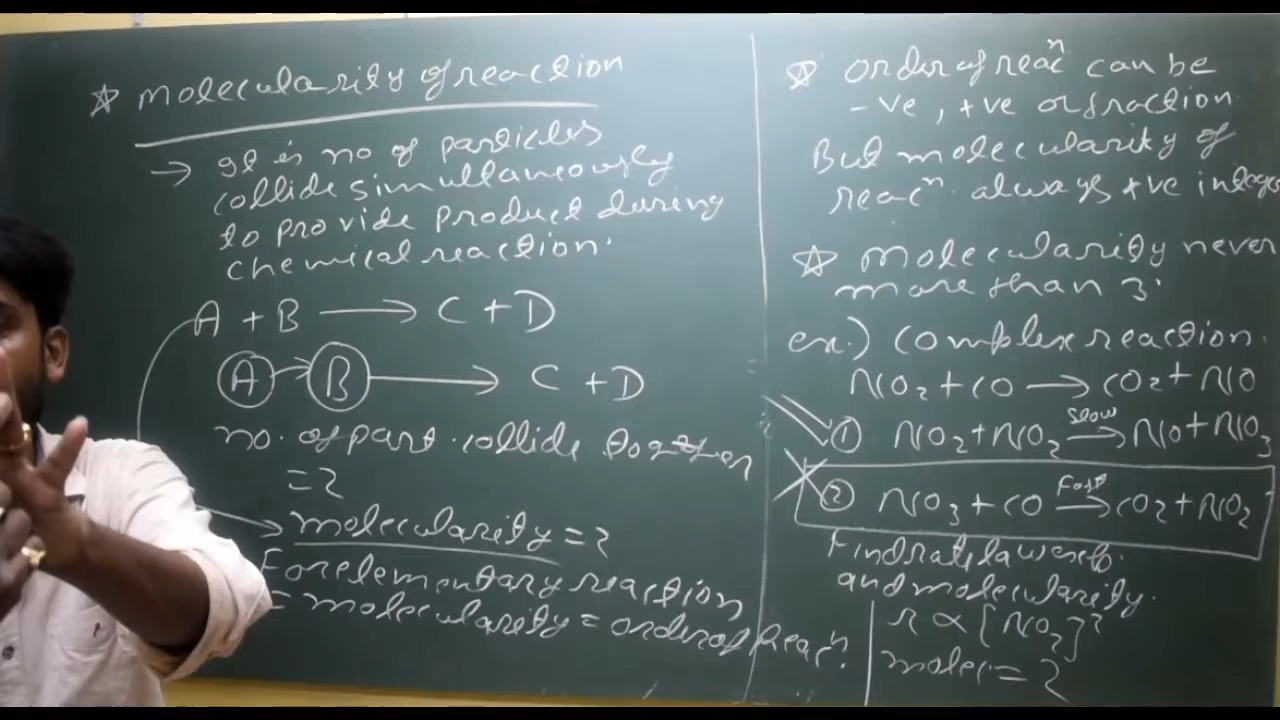 ☆ molecularity of reaction
→ It is no of particles
collide simultaneously
to provide product during
chemical reaction.
A + B → C + D
A → B → C + D
no. of part. collide together
= 2
→ molecularity = 2
For elementary reaction
= molecularity = order of reacn.
☆ order of reacn can be
-ve, +ve or fraction
But molecularity of
reacn. always +ve integer
☆ molecularity never
more than 3.
ex.) complex reaction.
NO2 + CO → CO2 + NO
① NO2 + NO2 slow → NO + NO3
② NO3 + CO Fast → CO2 + NO2
Find rate law
and molecularity.
r ∝ [NO2]2
molec = 2